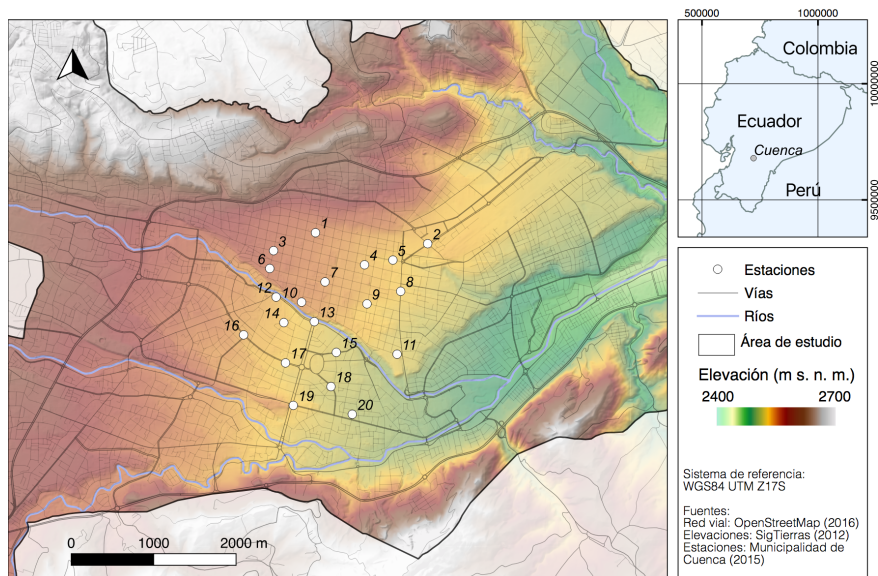 1
2
3
4
5
6
7
8
9
10
11
12
13
14
15
16
17
18
19
20
0 1000 2000 m
500000 1000000
Colombia
Ecuador
Cuenca
Perú
10000000
9500000
Estaciones
Vías
Ríos
Área de estudio
Elevación (m s. n. m.)
2400 2700
Sistema de referencia:
WGS84 UTM Z17S
Fuentes:
Red vial: OpenStreetMap (2016)
Elevaciones: SigTierras (2012)
Estaciones: Municipalidad de
Cuenca (2015)